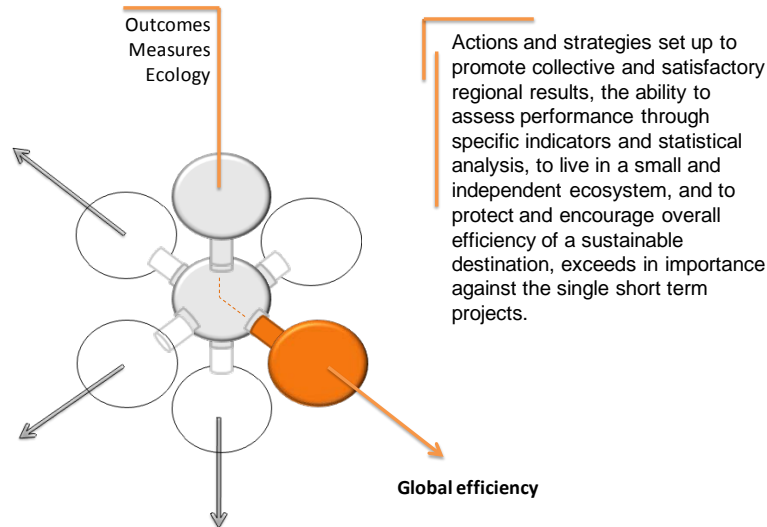 Outcomes
Measures
Ecology
Actions and strategies set up to
promote collective and satisfactory
regional results, the ability to
assess performance through
specific indicators and statistical
analysis, to live in a small and
independent ecosystem, and to
protect and encourage overall
efficiency of a sustainable
destination, exceeds in importance
against the single short term
projects.
Global efficiency